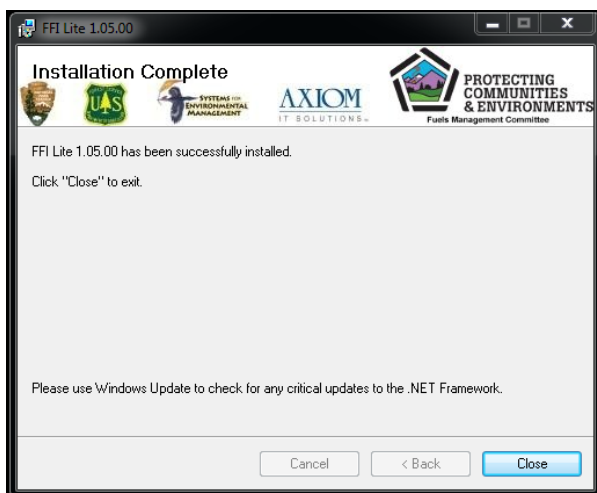 FFI Lite 1.05.00
Installation Complete
UAS
SYSTEMS FOR
ENVIRONMENTAL
MANAGEMENT
AXIOM
IT SOLUTIONS
PROTECTING
COMMUNITIES
& ENVIRONMENTS
Fuels Management Committee
FFI Lite 1.05.00 has been successfully installed.
Click "Close" to exit.
Please use Windows Update to check for any critical updates to the .NET Framework.
Cancel
< Back
Close